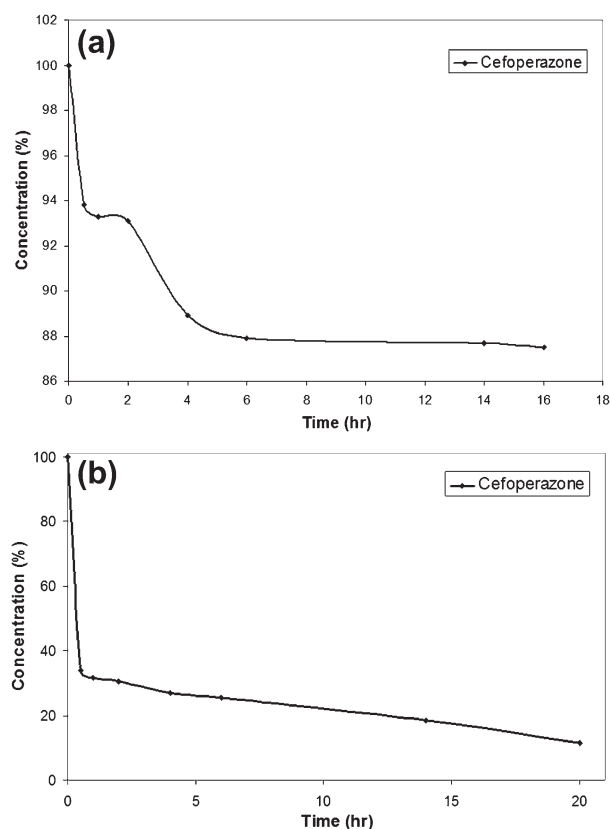 (a)
Cefoperazone
Concentration (%)
102
100
98
96
94
92
90
88
86
0 2 4 6 8 10 12 14 16 18
Time (hr)
(b)
Cefoperazone
Concentration (%)
100
80
60
40
20
0
0 5 10 15 20
Time (hr)